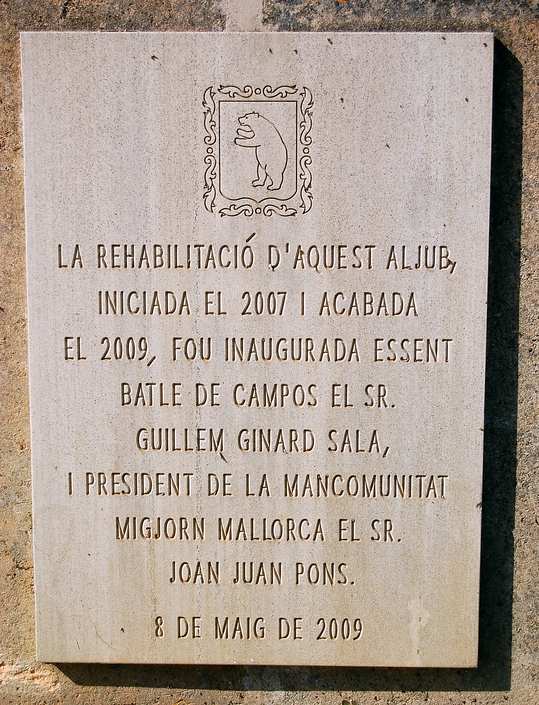 LA REHABILITACIÓ D'AQUEST ALJUB,
INICIADA EL 2007 I ACABADA
EL 2009, FOU INAUGURADA ESSENT
BATLE DE CAMPOS EL SR.
GUILLEM GINARD SALA,
I PRESIDENT DE LA MANCOMUNITAT
MIGJORN MALLORCA EL SR.
JOAN JUAN PONS.
8 DE MAIG DE 2009